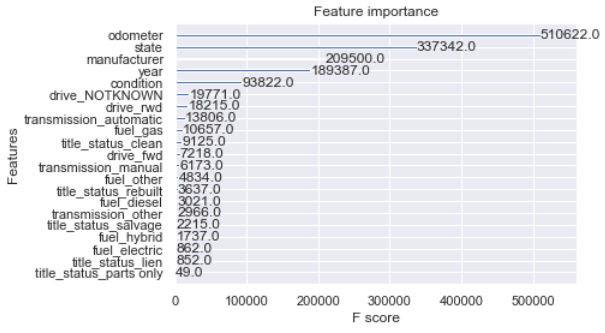 Feature importance
odometer 510622.0
state 337342.0
manufacturer 209500.0
year 189387.0
condition 93822.0
drive_NOTKNOWN 19771.0
drive_rwd 18215.0
transmission_automatic 13806.0
fuel_gas 10657.0
title_status_clean 9125.0
drive_fwd 7218.0
transmission_manual 6173.0
fuel_other 4834.0
title_status_rebuilt 3637.0
fuel_diesel 3021.0
transmission_other 2966.0
title_status_salvage 2215.0
fuel_hybrid 1737.0
fuel_electric 862.0
title_status_lien 852.0
title_status_parts only 49.0
Features
0 100000 200000 300000 400000 500000
F score